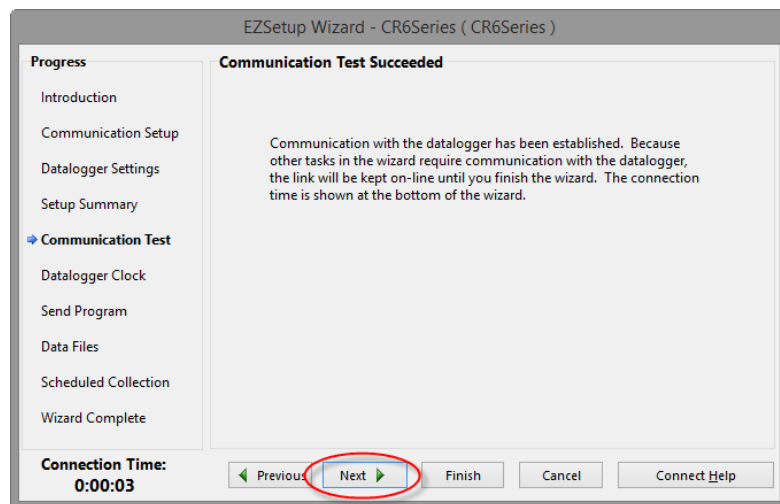 EZSetup Wizard - CR6Series ( CR6Series )
Progress
Introduction
Communication Setup
Datalogger Settings
Setup Summary
Communication Test
Datalogger Clock
Send Program
Data Files
Scheduled Collection
Wizard Complete
Communication Test Succeeded
Communication with the datalogger has been established. Because
other tasks in the wizard require communication with the datalogger,
the link will be kept on-line until you finish the wizard. The connection
time is shown at the bottom of the wizard.
Connection Time:
0:00:03
Previous Next Finish Cancel Connect Help